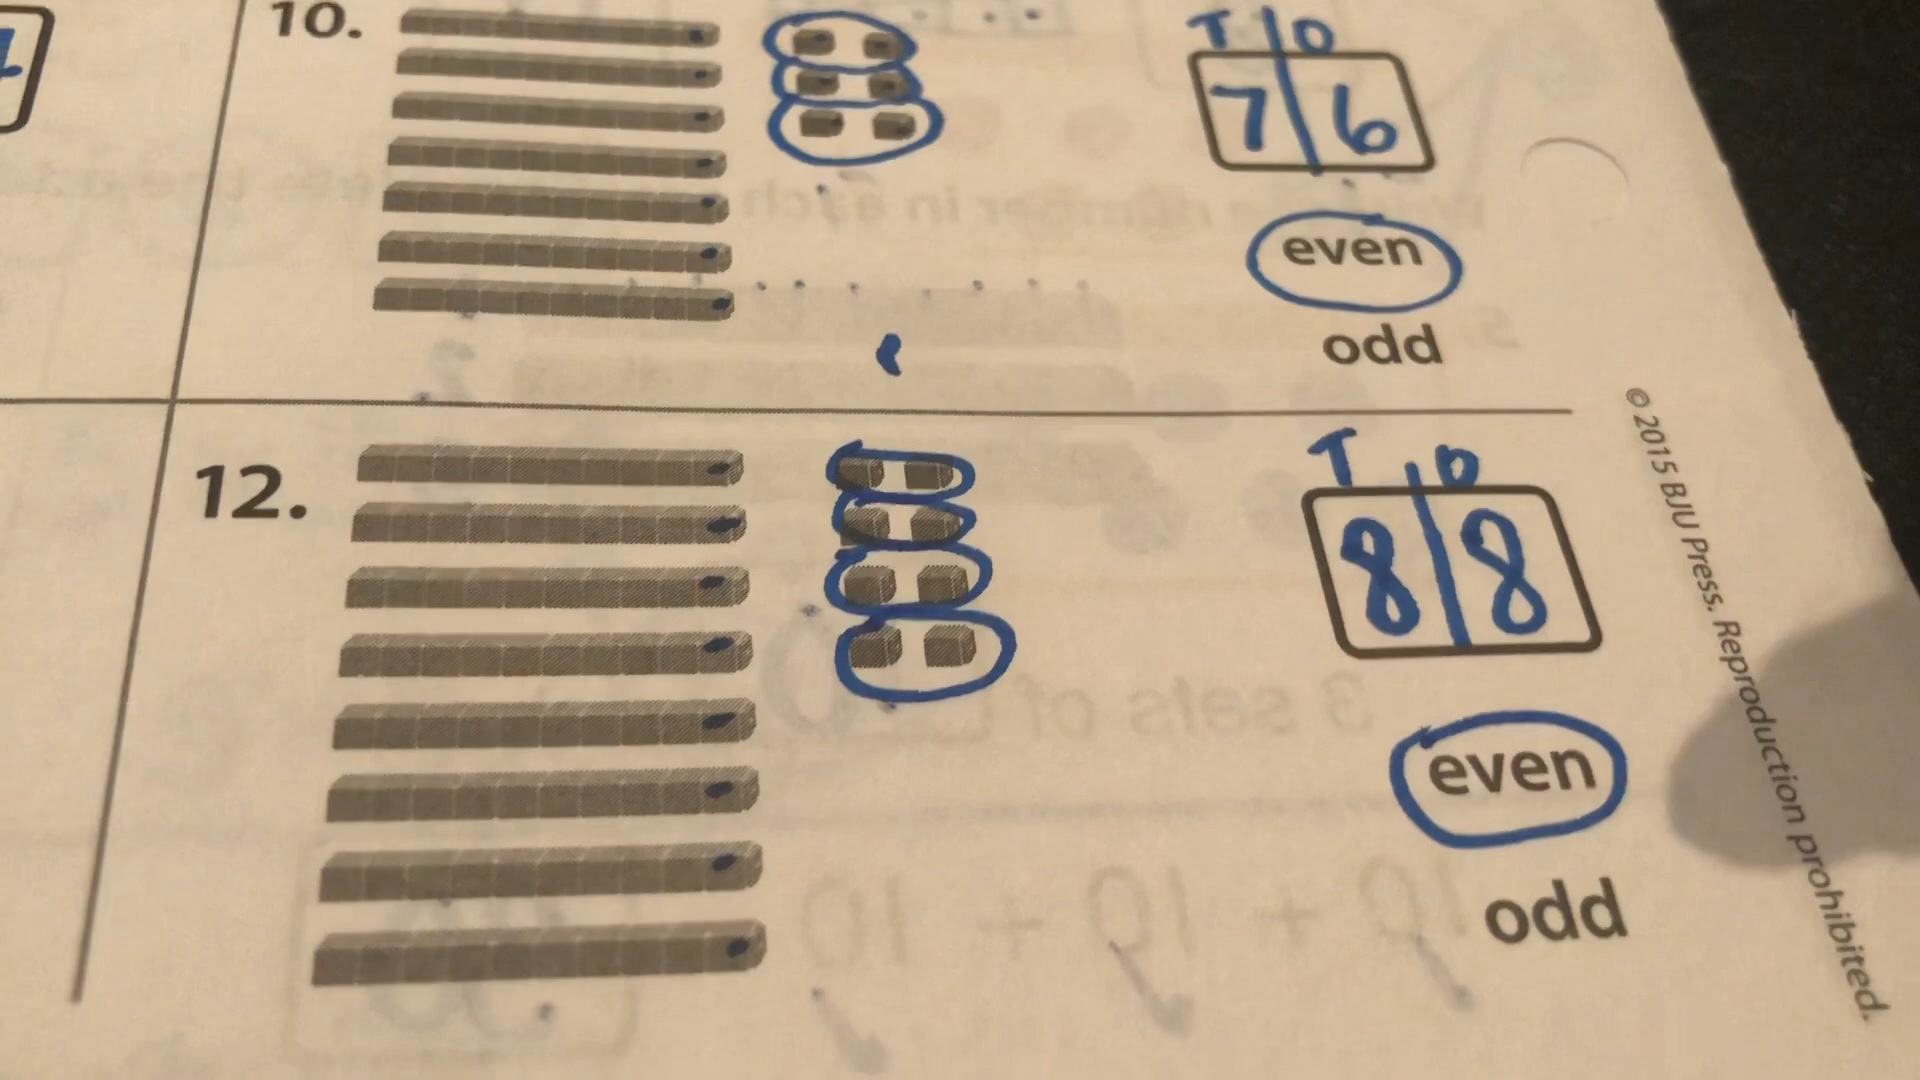 10.
T O
7 6
even
odd
12.
T O
8 8
even
odd
© 2015 BJU Press. Reproduction prohibited.